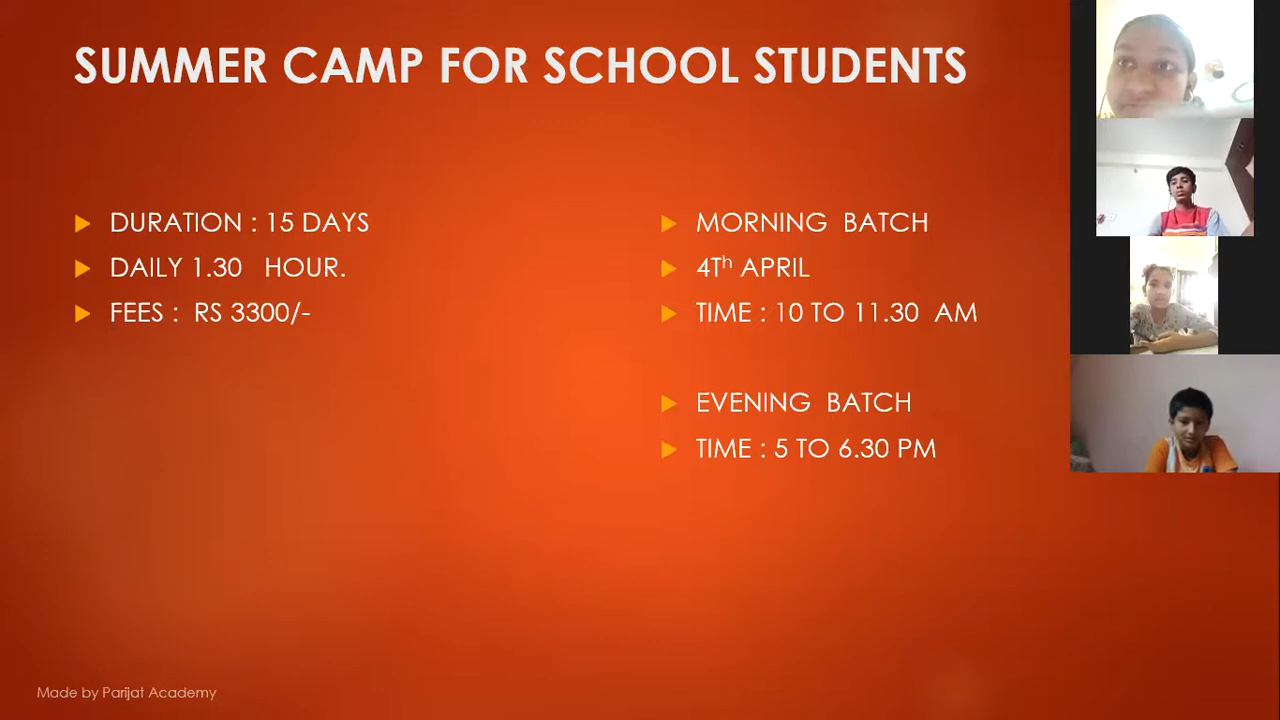 SUMMER CAMP FOR SCHOOL STUDENTS
DURATION : 15 DAYS
DAILY 1.30 HOUR.
FEES : RS 3300/-
MORNING BATCH
4Th APRIL
TIME : 10 TO 11.30 AM
EVENING BATCH
TIME : 5 TO 6.30 PM
Made by Parijat Academy